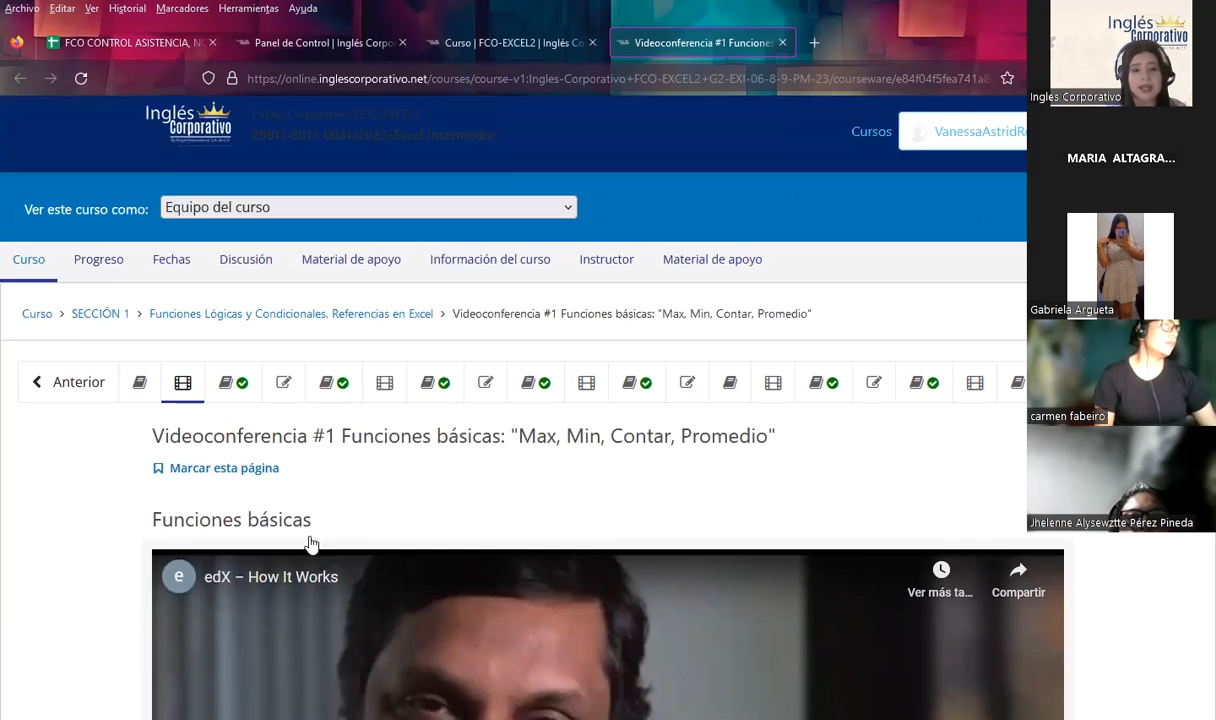 Archivo Editar Ver Historial Marcadores Herramientas Ayuda
FCO CONTROL ASISTENCIA, NO
Panel de Control | Inglés Corpo
Curso | FCO-EXCEL2 | Inglés Co
Videoconferencia #1 Funciones
https://online.inglescorporativo.net/courses/course-v1:Ingles-Corporativo+FCO-EXCEL2+G2-EXI-06-8-9-PM-23/courseware/e84f04f5fea741a8
Inglés
Corporativo
Cursos
VanessaAstridRo
Ver este curso como:
Equipo del curso
Curso Progreso Fechas Discusión Material de apoyo Información del curso Instructor Material de apoyo
Curso > SECCIÓN 1 > Funciones Lógicas y Condicionales, Referencias en Excel > Videoconferencia #1 Funciones básicas: "Max, Min, Contar, Promedio"
Anterior
Videoconferencia #1 Funciones básicas: "Max, Min, Contar, Promedio"
Marcar esta página
Funciones básicas
e
edX – How It Works
Ver más ta...
Compartir
Inglés
Corporativo
Ingles Corporativo
MARIA ALTAGRA...
Gabriela Argueta
carmen fabeiro
Jhelenne Alysewztte Pérez Pineda